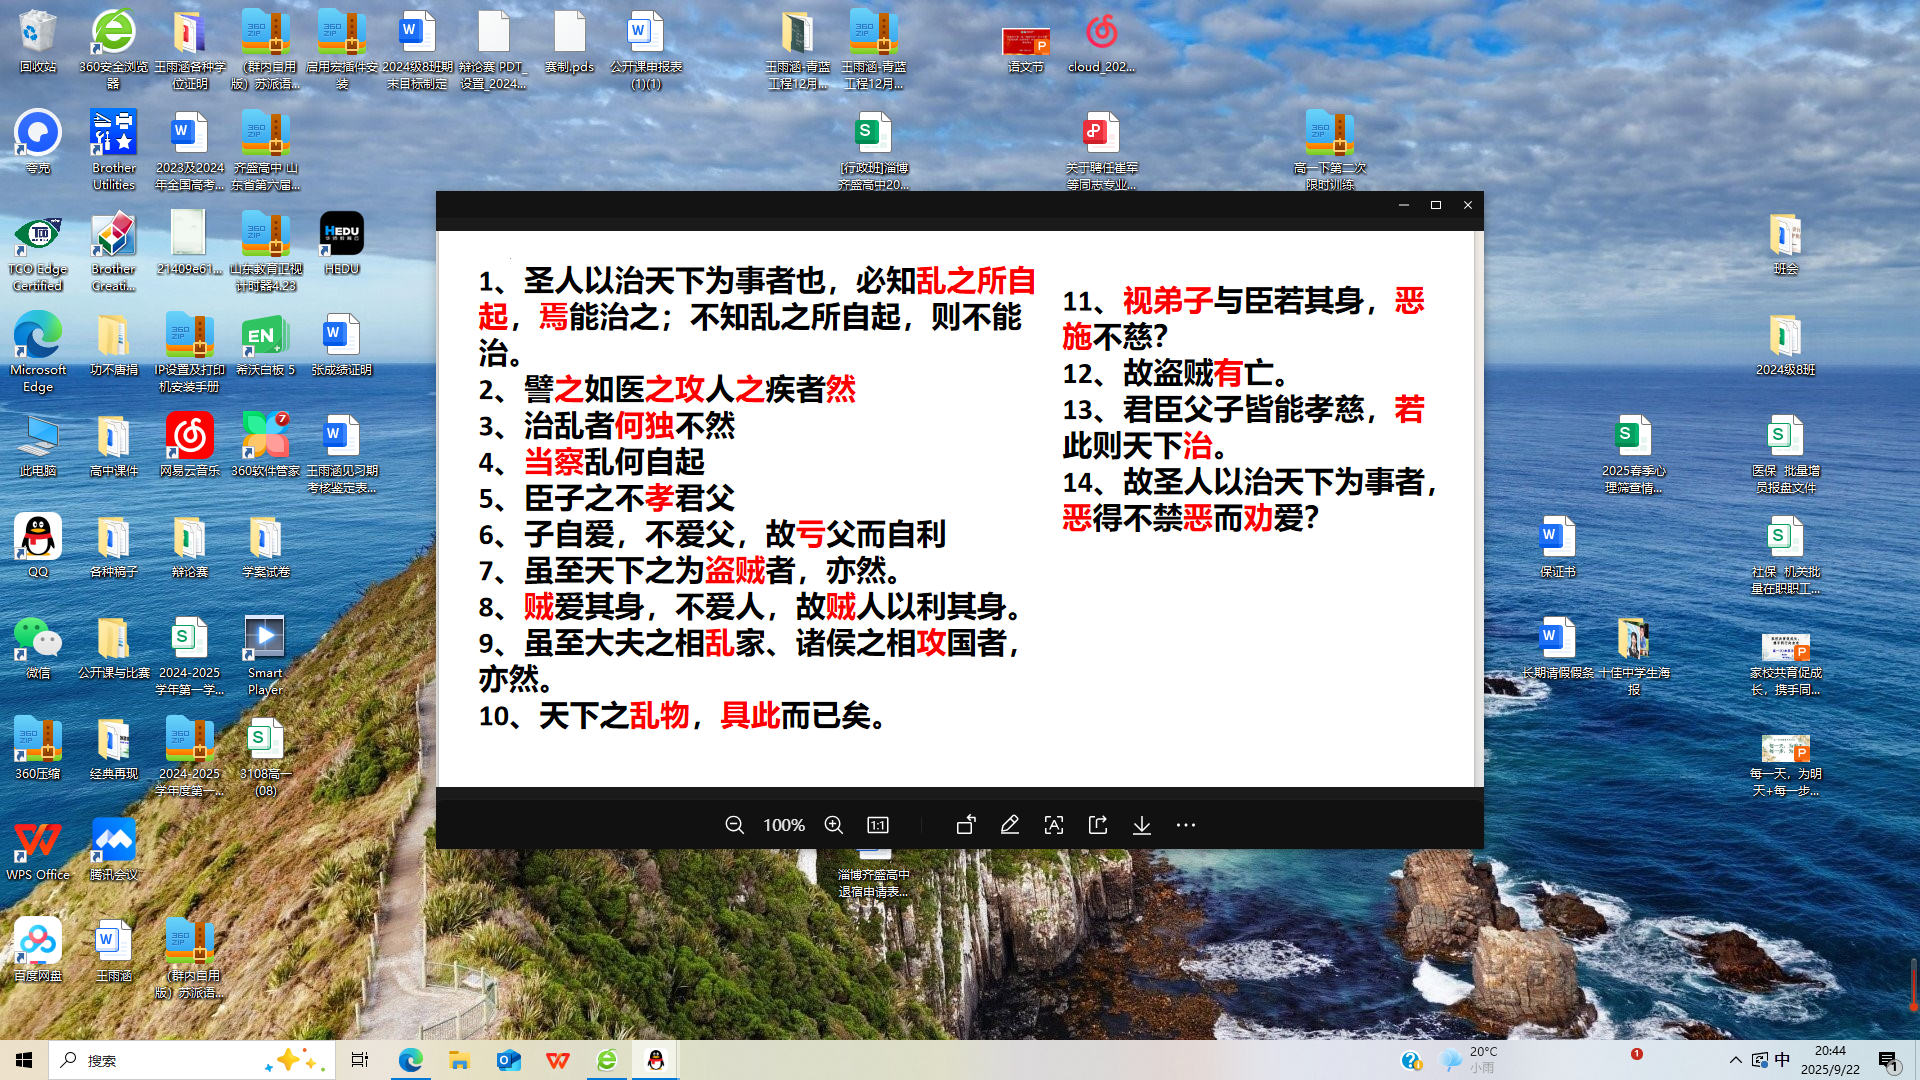 回收站
360安全浏览器
王雨涵各种学位证明
(群内自用版) 苏派语...
启用宏插件安装
2024级8班期末目标制定
辩论赛 PDT_设置_2024...
赛制.pds
公开课申报表(1)(1)
王雨涵-青蓝工程12月...
王雨涵-青蓝工程12月...
语文节
cloud_202...
夸克
Brother Utilities
2023及2024年全国高考...
齐盛高中 山东省第六届...
[行政班]淄博齐盛高中20...
关于聘任崔军等同志专业...
高一下第二次限时训练
TCO Edge Certified
Brother Creati...
21409e61...
山东教育卫视计时器4.23
HEDU
班会
Microsoft Edge
功不唐捐
IP设置及打印机安装手册
希沃白板 5
张成绩证明
2024级8班
此电脑
高中课件
网易云音乐
360软件管家
王雨涵见习期考核鉴定表...
2025春季心理筛查情...
医保_批量增员报盘文件
QQ
各种稿子
辩论赛
学案试卷
保证书
社保_机关批量在职职工...
微信
公开课与比赛
2024-2025学年第一学...
Smart Player
长期请假假条
十佳中学生海报
家校共育促成长，携手同...
360压缩
经典再现
2024-2025学年度第一...
3108高一(08)
每一天，为明天+每一步...
WPS Office
腾讯会议
淄博齐盛高中退宿申请表...
百度网盘
王雨涵
(群内自用版) 苏派语...
1、圣人以治天下为事者也，必知乱之所自
起，焉能治之；不知乱之所自起，则不能
治。
2、譬之如医之攻人之疾者然
3、治乱者何独不然
4、当察乱何自起
5、臣子之不孝君父
6、子自爱，不爱父，故亏父而自利
7、虽至天下之为盗贼者，亦然。
8、贼爱其身，不爱人，故贼人以利其身。
9、虽至大夫之相乱家、诸侯之相攻国者，
亦然。
10、天下之乱物，具此而已矣。
11、视弟子与臣若其身，恶
施不慈？
12、故盗贼有亡。
13、君臣父子皆能孝慈，若
此则天下治。
14、故圣人以治天下为事者，
恶得不禁恶而劝爱？
100%
1:1
搜索
20°C
小雨
中
20:44
2025/9/22